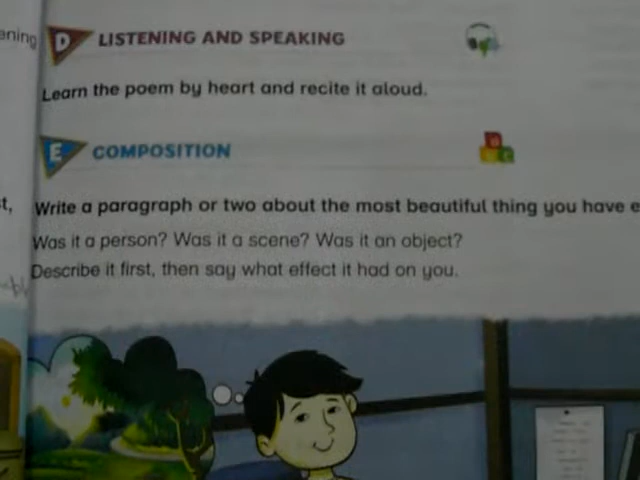 ening
D LISTENING AND SPEAKING
Learn the poem by heart and recite it aloud.
E COMPOSITION
Write a paragraph or two about the most beautiful thing you have e
Was it a person? Was it a scene? Was it an object?
Describe it first, then say what effect it had on you.